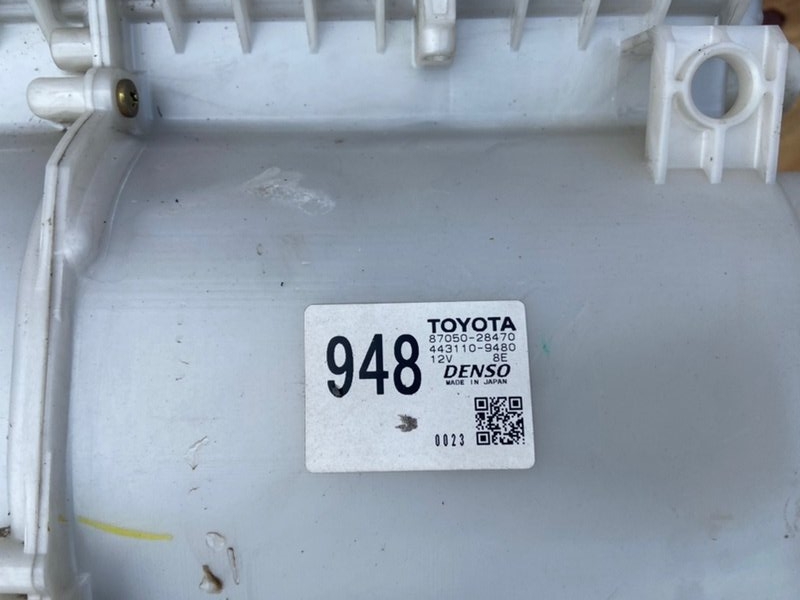 948
TOYOTA
87050-28470
443110-9480
12V 8E
DENSO
MADE IN JAPAN
0023